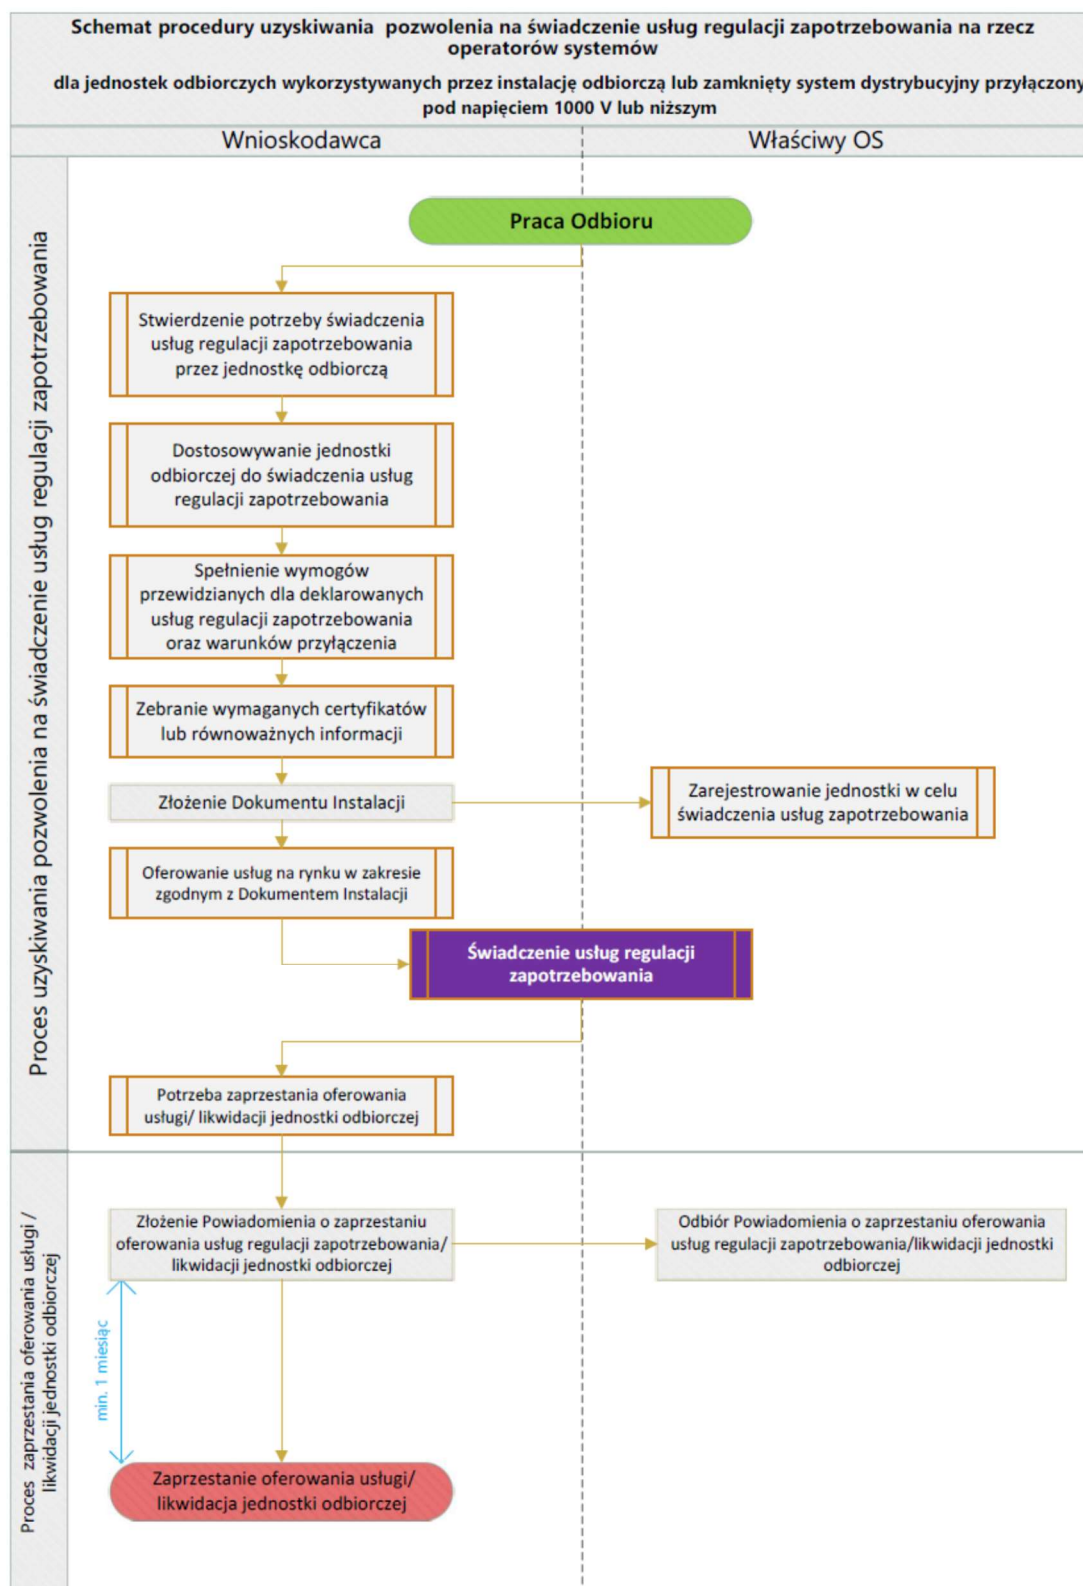 Schemat procedury uzyskiwania pozwolenia na świadczenie usług regulacji zapotrzebowania na rzecz
operatorów systemów
dla jednostek odbiorczych wykorzystywanych przez instalację odbiorczą lub zamknięty system dystrybucyjny przyłączony
pod napięciem 1000 V lub niższym
Wnioskodawca
Właściwy OS
Proces uzyskiwania pozwolenia na świadczenie usług regulacji zapotrzebowania
Praca Odbioru
Stwierdzenie potrzeby świadczenia
usług regulacji zapotrzebowania
przez jednostkę odbiorczą
Dostosowywanie jednostki
odbiorczej do świadczenia usług
regulacji zapotrzebowania
Spełnienie wymogów
przewidzianych dla deklarowanych
usług regulacji zapotrzebowania
oraz warunków przyłączenia
Zebranie wymaganych certyfikatów
lub równoważnych informacji
Złożenie Dokumentu Instalacji
Zarejestrowanie jednostki w celu
świadczenia usług zapotrzebowania
Oferowanie usług na rynku w zakresie
zgodnym z Dokumentem Instalacji
Świadczenie usług regulacji
zapotrzebowania
Potrzeba zaprzestania oferowania
usługi/ likwidacji jednostki odbiorczej
Proces zaprzestania oferowania usługi /
likwidacji jednostki odbiorczej
Złożenie Powiadomienia o zaprzestaniu
oferowania usług regulacji zapotrzebowania/
likwidacji jednostki odbiorczej
Odbiór Powiadomienia o zaprzestaniu oferowania
usług regulacji zapotrzebowania/likwidacji jednostki
odbiorczej
min. 1 miesiąc
Zaprzestanie oferowania usługi/
likwidacja jednostki odbiorczej